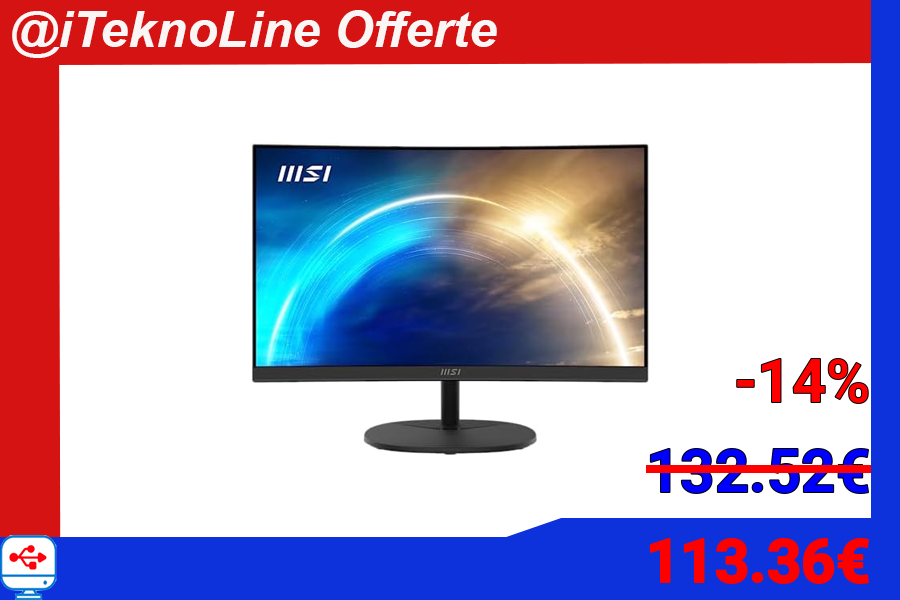 @iTeknoLine Offerte
msi
msi
-14%
132.52€
113.36€